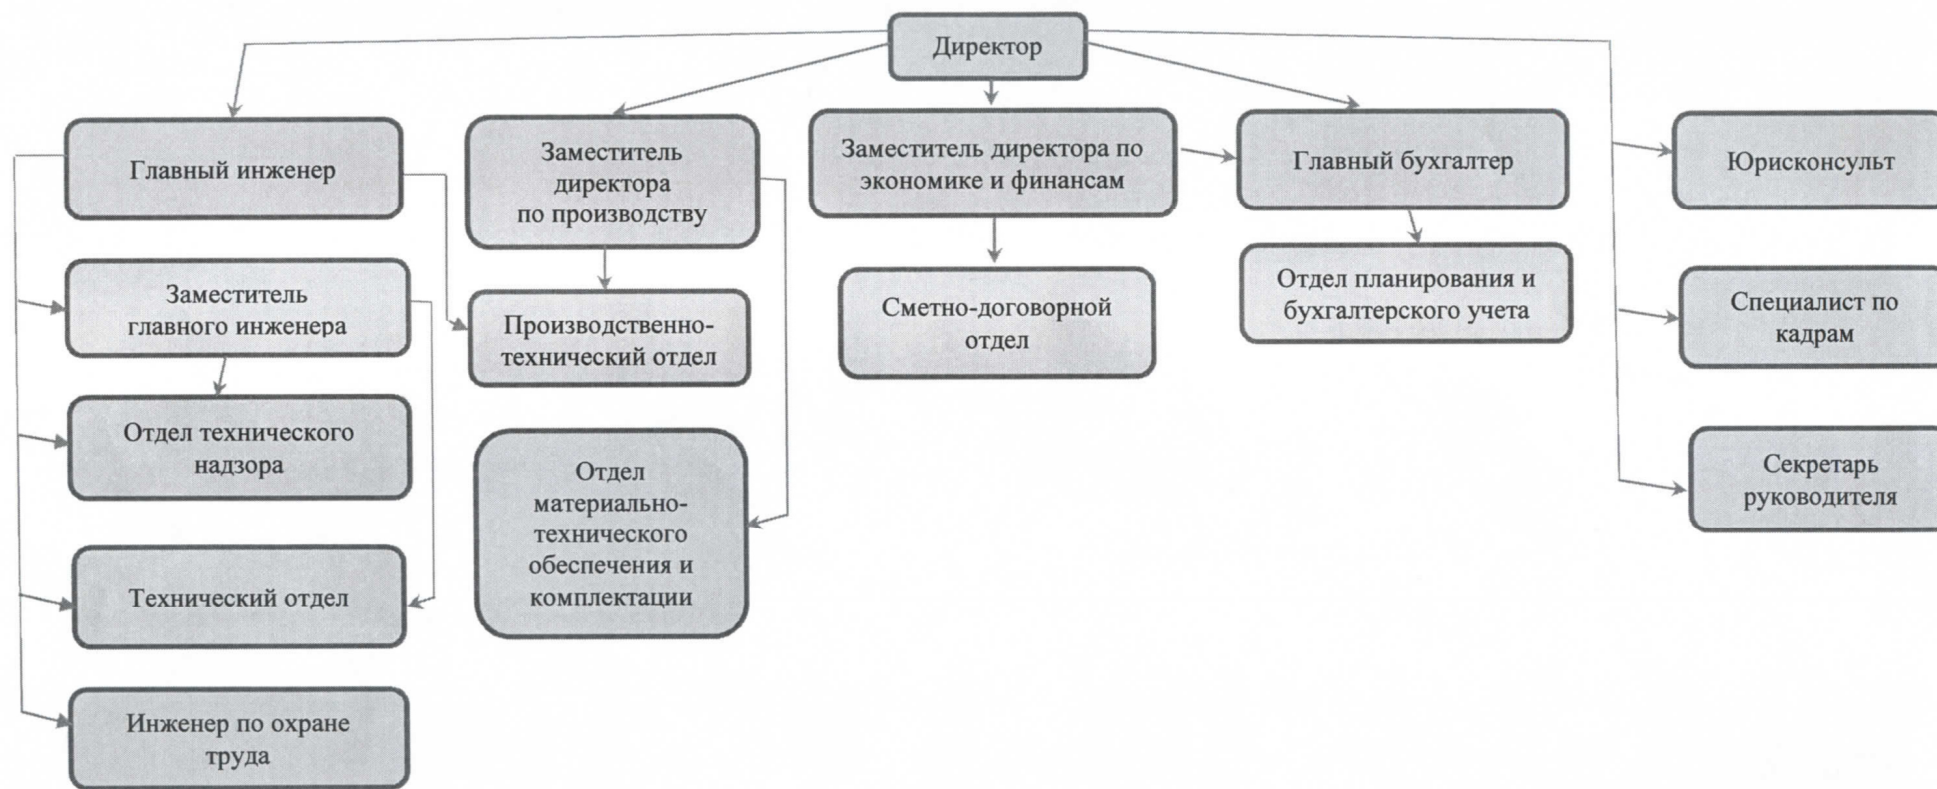 Директор
Главный инженер
Заместитель
директора
по производству
Заместитель директора по
экономике и финансам
Главный бухгалтер
Юрисконсульт
Заместитель
главного инженера
Производственно-
технический отдел
Сметно-договорной
отдел
Отдел планирования и
бухгалтерского учета
Специалист по
кадрам
Отдел технического
надзора
Отдел
материально-
технического
обеспечения и
комплектации
Секретарь
руководителя
Технический отдел
Инженер по охране
труда